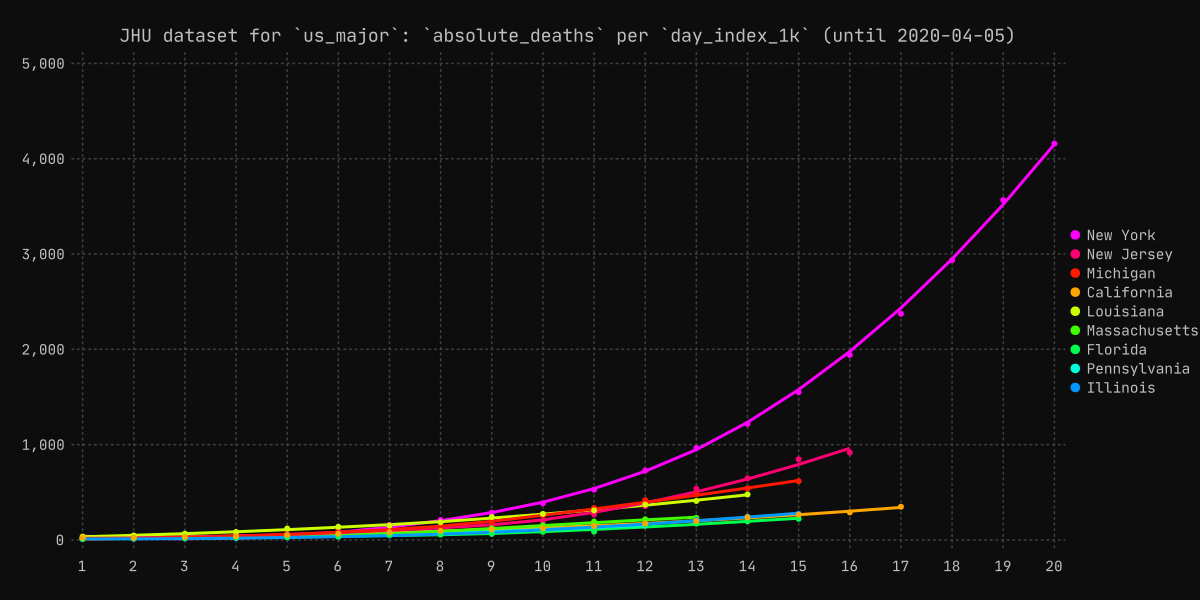 JHU dataset for `us_major`: `absolute_deaths` per `day_index_1k` (until 2020-04-05)
5,000
4,000
3,000
2,000
1,000
0
1 2 3 4 5 6 7 8 9 10 11 12 13 14 15 16 17 18 19 20
New York
New Jersey
Michigan
California
Louisiana
Massachusetts
Florida
Pennsylvania
Illinois